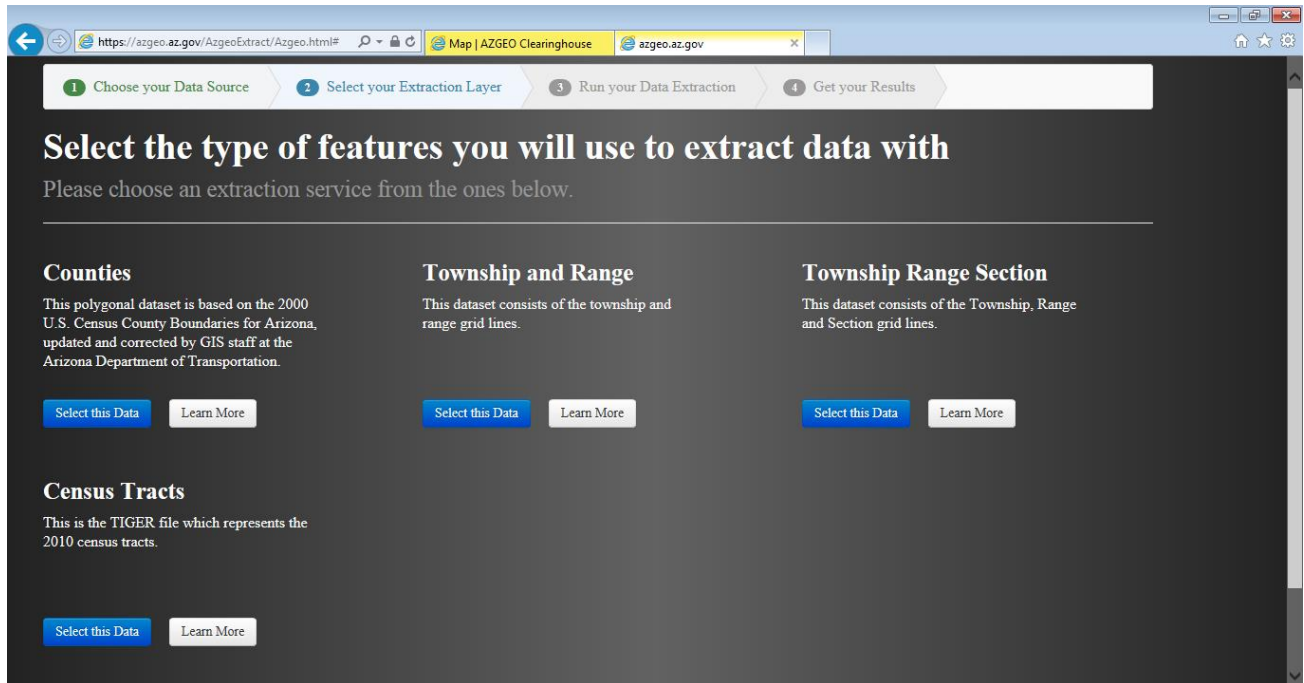 https://azgeo.az.gov/AzgeoExtract/Azgeo.html#
Map | AZGEO Clearinghouse
azgeo.az.gov
1 Choose your Data Source
2 Select your Extraction Layer
3 Run your Data Extraction
4 Get your Results
Select the type of features you will use to extract data with
Please choose an extraction service from the ones below.
Counties
This polygonal dataset is based on the 2000
U.S. Census County Boundaries for Arizona,
updated and corrected by GIS staff at the
Arizona Department of Transportation.
Select this Data
Learn More
Township and Range
This dataset consists of the township and
range grid lines.
Select this Data
Learn More
Township Range Section
This dataset consists of the Township, Range
and Section grid lines.
Select this Data
Learn More
Census Tracts
This is the TIGER file which represents the
2010 census tracts.
Select this Data
Learn More